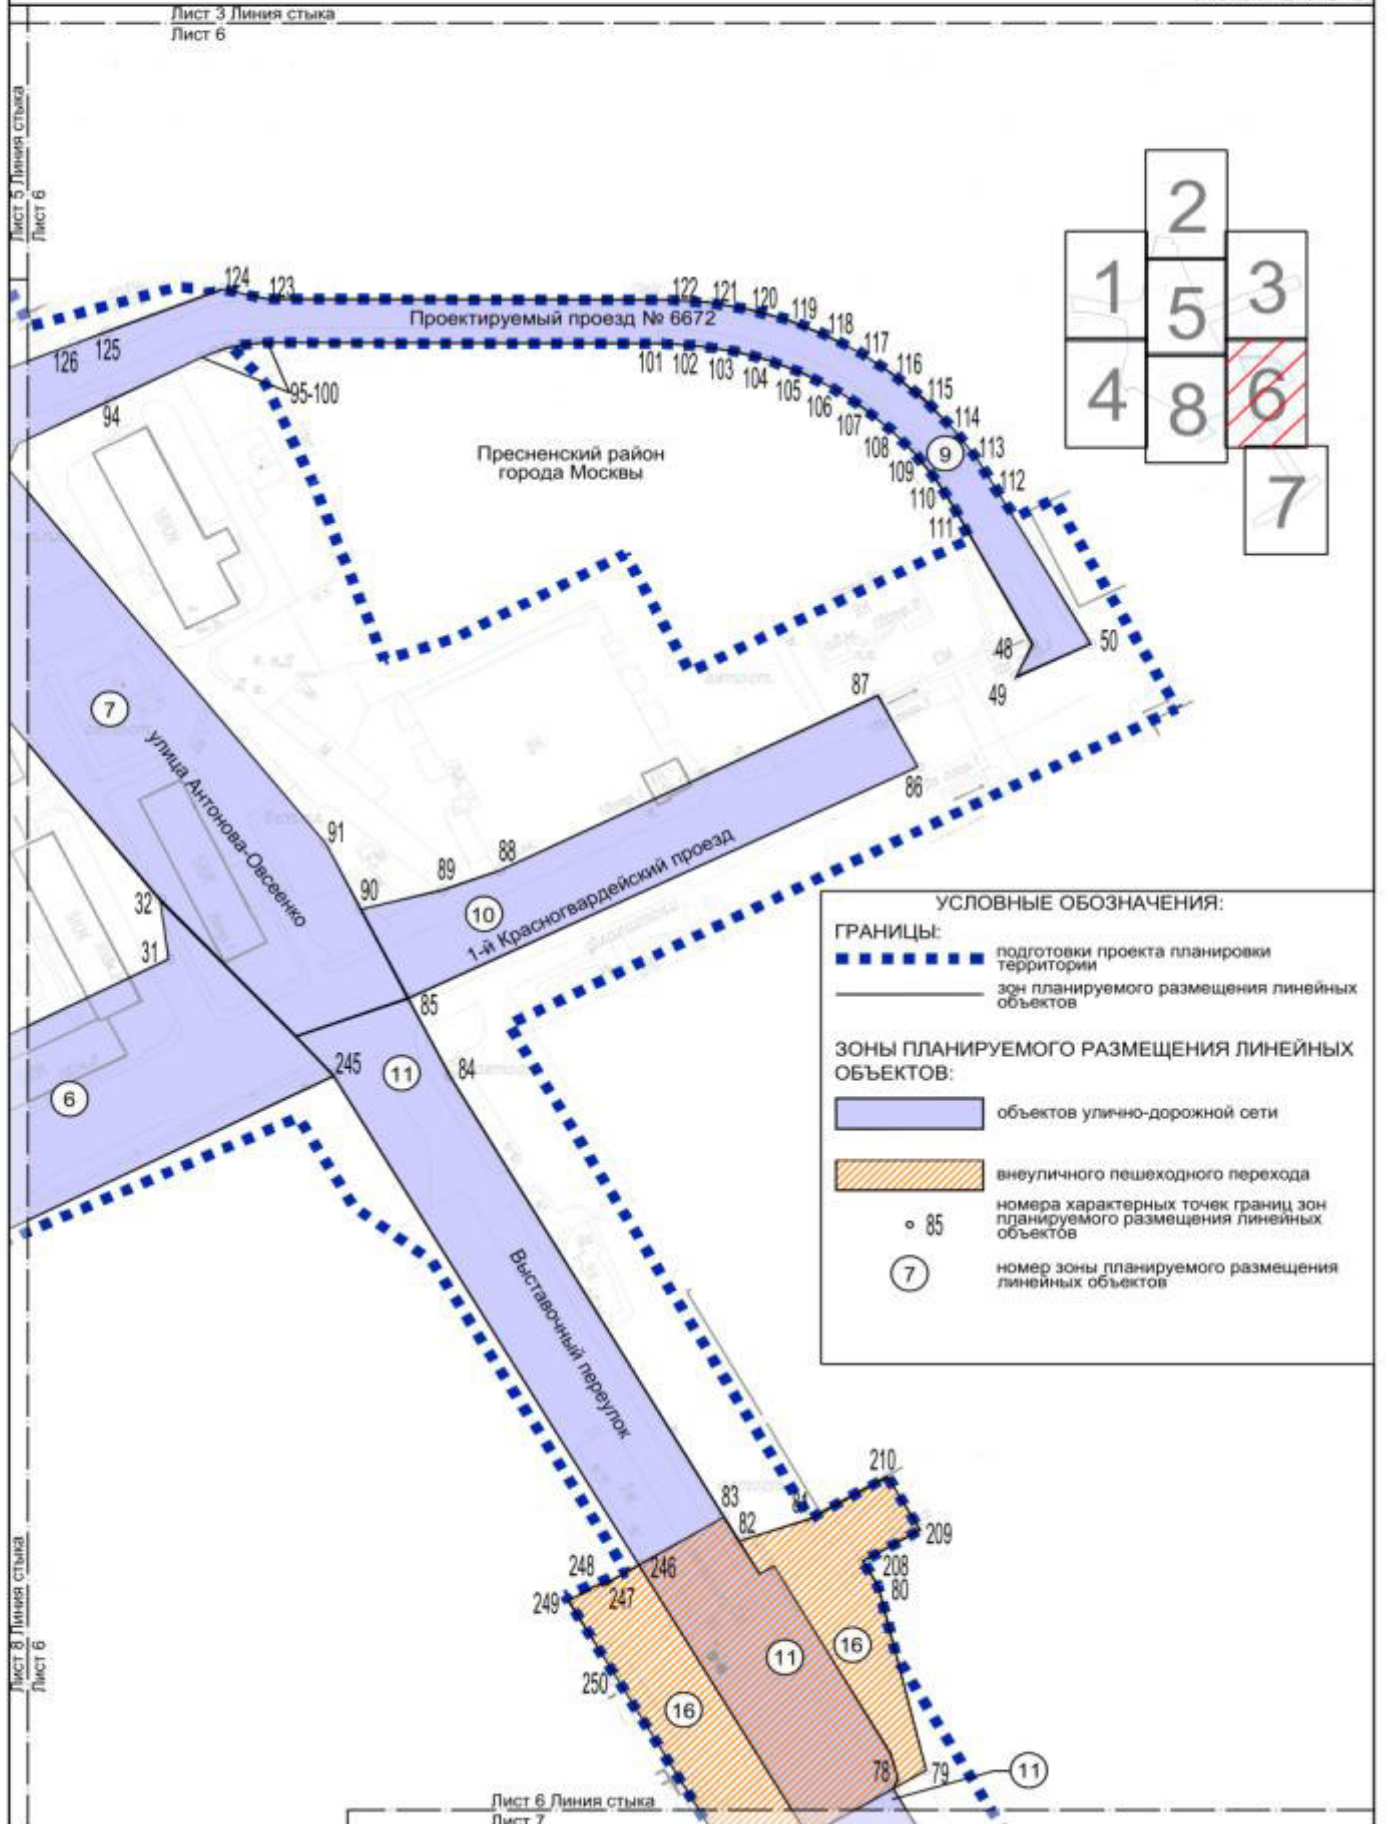 Лист 3 Линия стыка
Лист 6
Лист 5 Линия стыка
Лист 6
2
1
3
5
4
6
8
7
124
123
122
121
120
119
118
117
116
115
114
113
112
Проектируемый проезд № 6672
126
125
101
102
103
104
105
106
107
108
109
110
111
95-100
94
9
Пресненский район
города Москвы
48
49
50
87
86
7
улица Антонова-Овсеенко
91
90
89
88
10
1-й Красногвардейский проезд
32
31
85
84
245
11
6
УСЛОВНЫЕ ОБОЗНАЧЕНИЯ:
ГРАНИЦЫ:
подготовки проекта планировки
территории
зон планируемого размещения линейных
объектов
ЗОНЫ ПЛАНИРУЕМОГО РАЗМЕЩЕНИЯ ЛИНЕЙНЫХ
ОБЪЕКТОВ:
объектов улично-дорожной сети
внеуличного пешеходного перехода
85
номера характерных точек границ зон
планируемого размещения линейных
объектов
7
номер зоны планируемого размещения
линейных объектов
Выставочный переулок
210
83
82
81
209
208
80
248
246
249
247
250
16
11
16
78
79
11
Лист 8 Линия стыка
Лист 6
Лист 6 Линия стыка
Лист 7